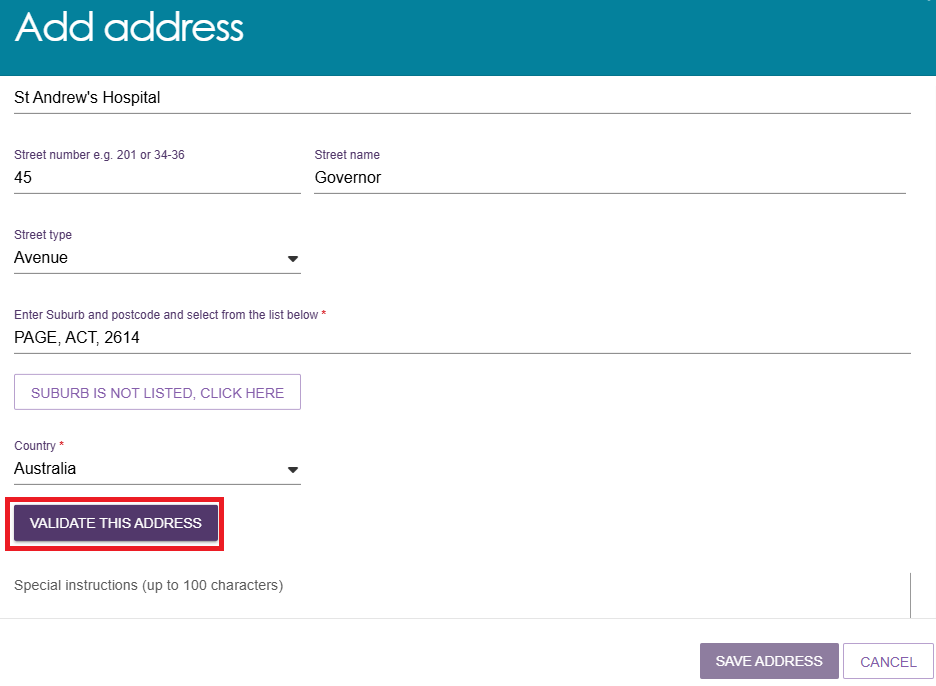 Add address
St Andrew's Hospital
Street number e.g. 201 or 34-36 Street name
45 Governor
Street type
Avenue
Enter Suburb and postcode and select from the list below *
PAGE, ACT, 2614
SUBURB IS NOT LISTED, CLICK HERE
Country *
Australia
VALIDATE THIS ADDRESS
Special instructions (up to 100 characters)
SAVE ADDRESS CANCEL